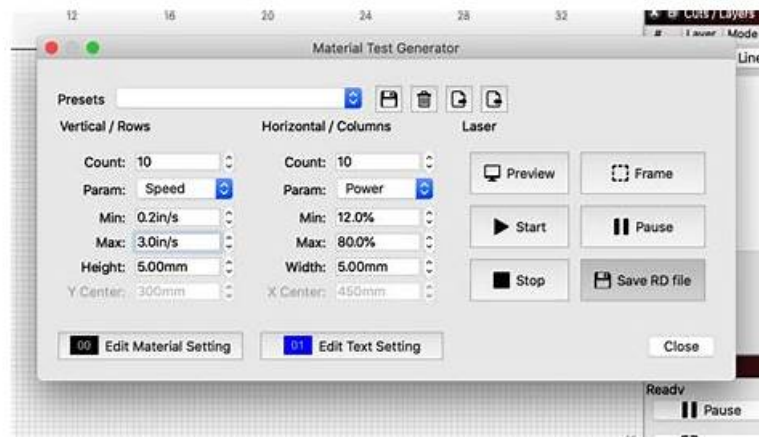 12 16 20 24 28 32
Cuts / Layers
# Layer Mode
Line
Material Test Generator
Presets
Vertical / Rows Horizontal / Columns Laser
Count: 10 Count: 10 Preview Frame
Param: Speed Param: Power
Min: 0.2in/s Min: 12.0% Start Pause
Max: 3.0in/s Max: 80.0%
Height: 5.00mm Width: 5.00mm Stop Save RD file
Y Center: 300mm X Center: 450mm
00 Edit Material Setting 01 Edit Text Setting Close
Ready
Pause